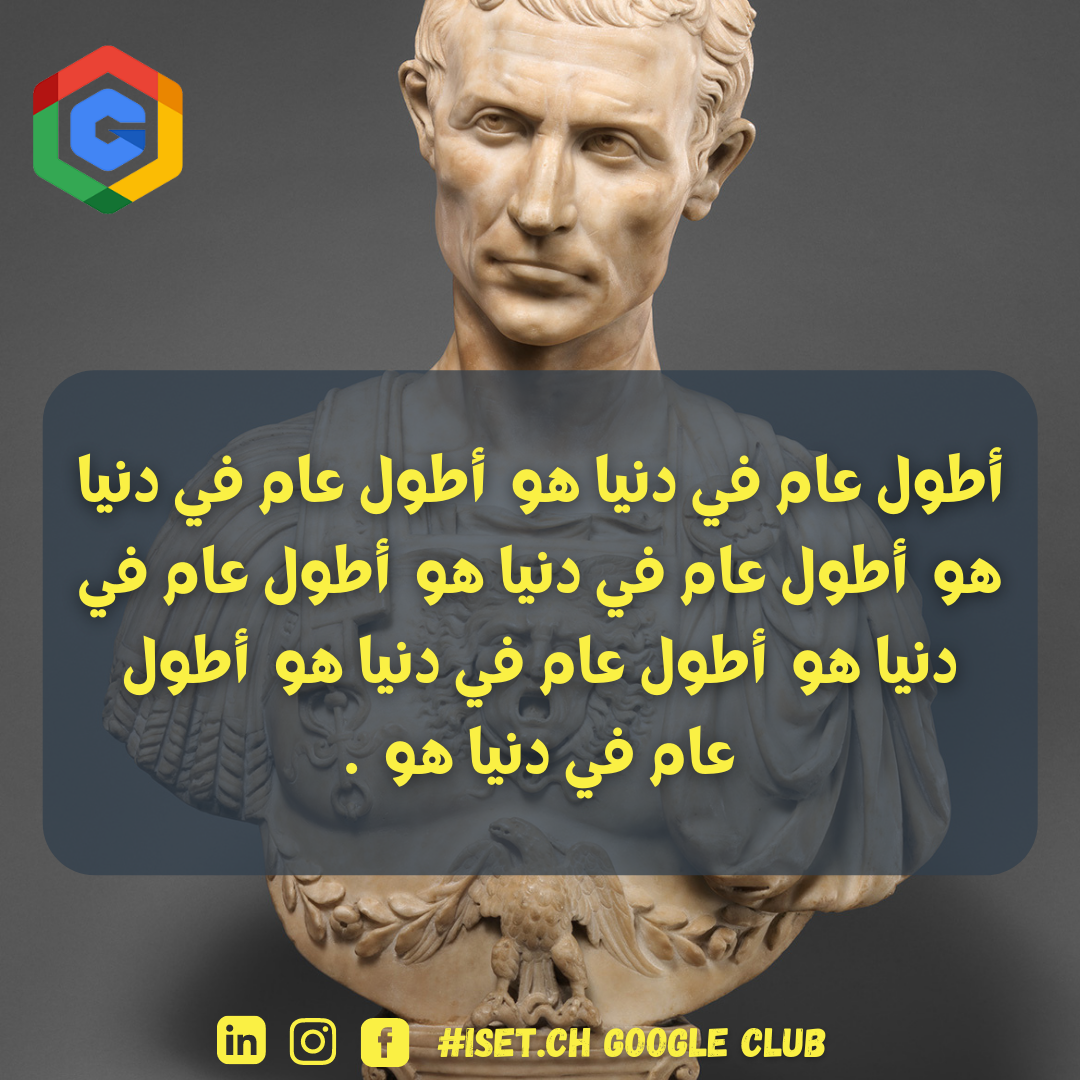 أطول عام في دنيا هو أطول عام في دنيا
هو أطول عام في دنيا هو أطول عام في
دنيا هو أطول عام في دنيا هو أطول
عام في دنيا هو .
#ISET.CH GOOGLE CLUB